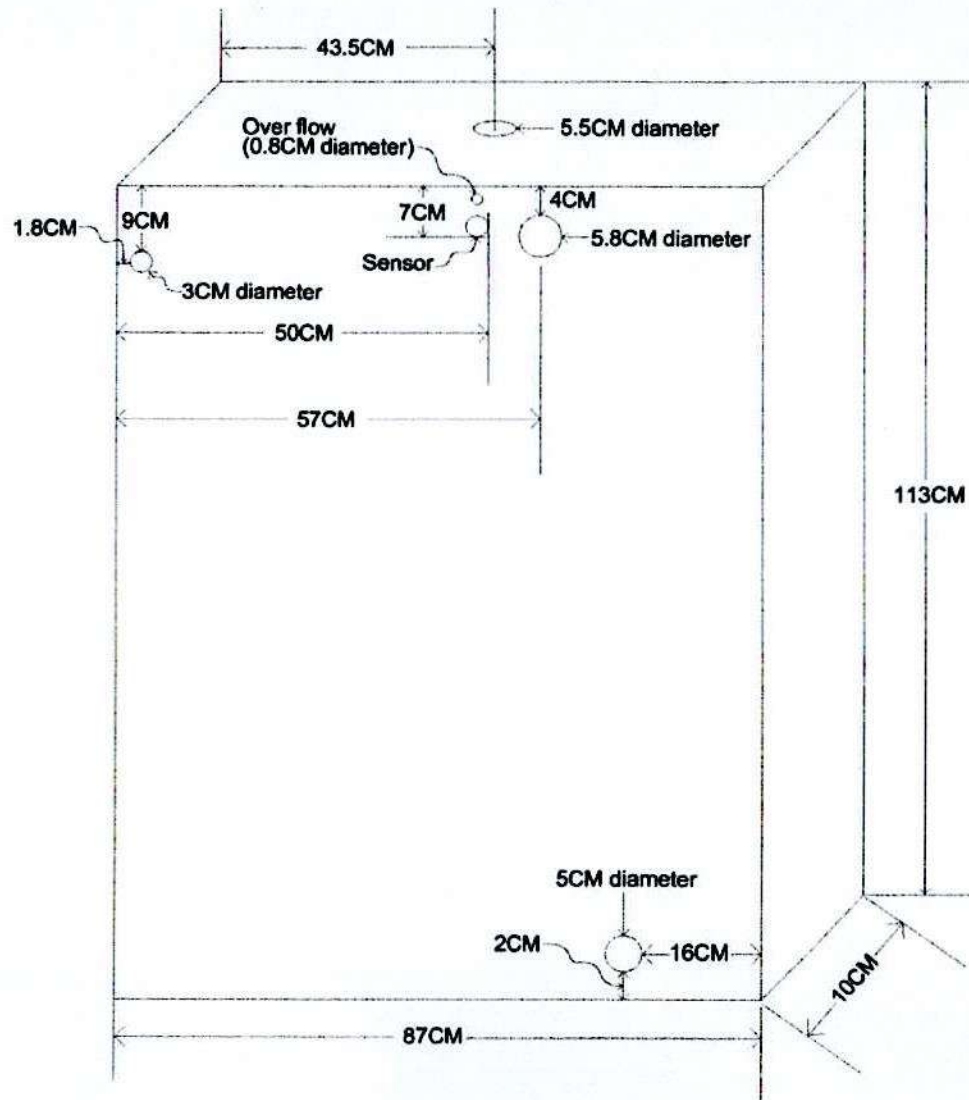 43.5CM
Over flow
(0.8CM diameter)
5.5CM diameter
1.8CM
9CM
7CM
4CM
5.8CM diameter
Sensor
3CM diameter
50CM
57CM
113CM
5CM diameter
2CM
16CM
10CM
87CM